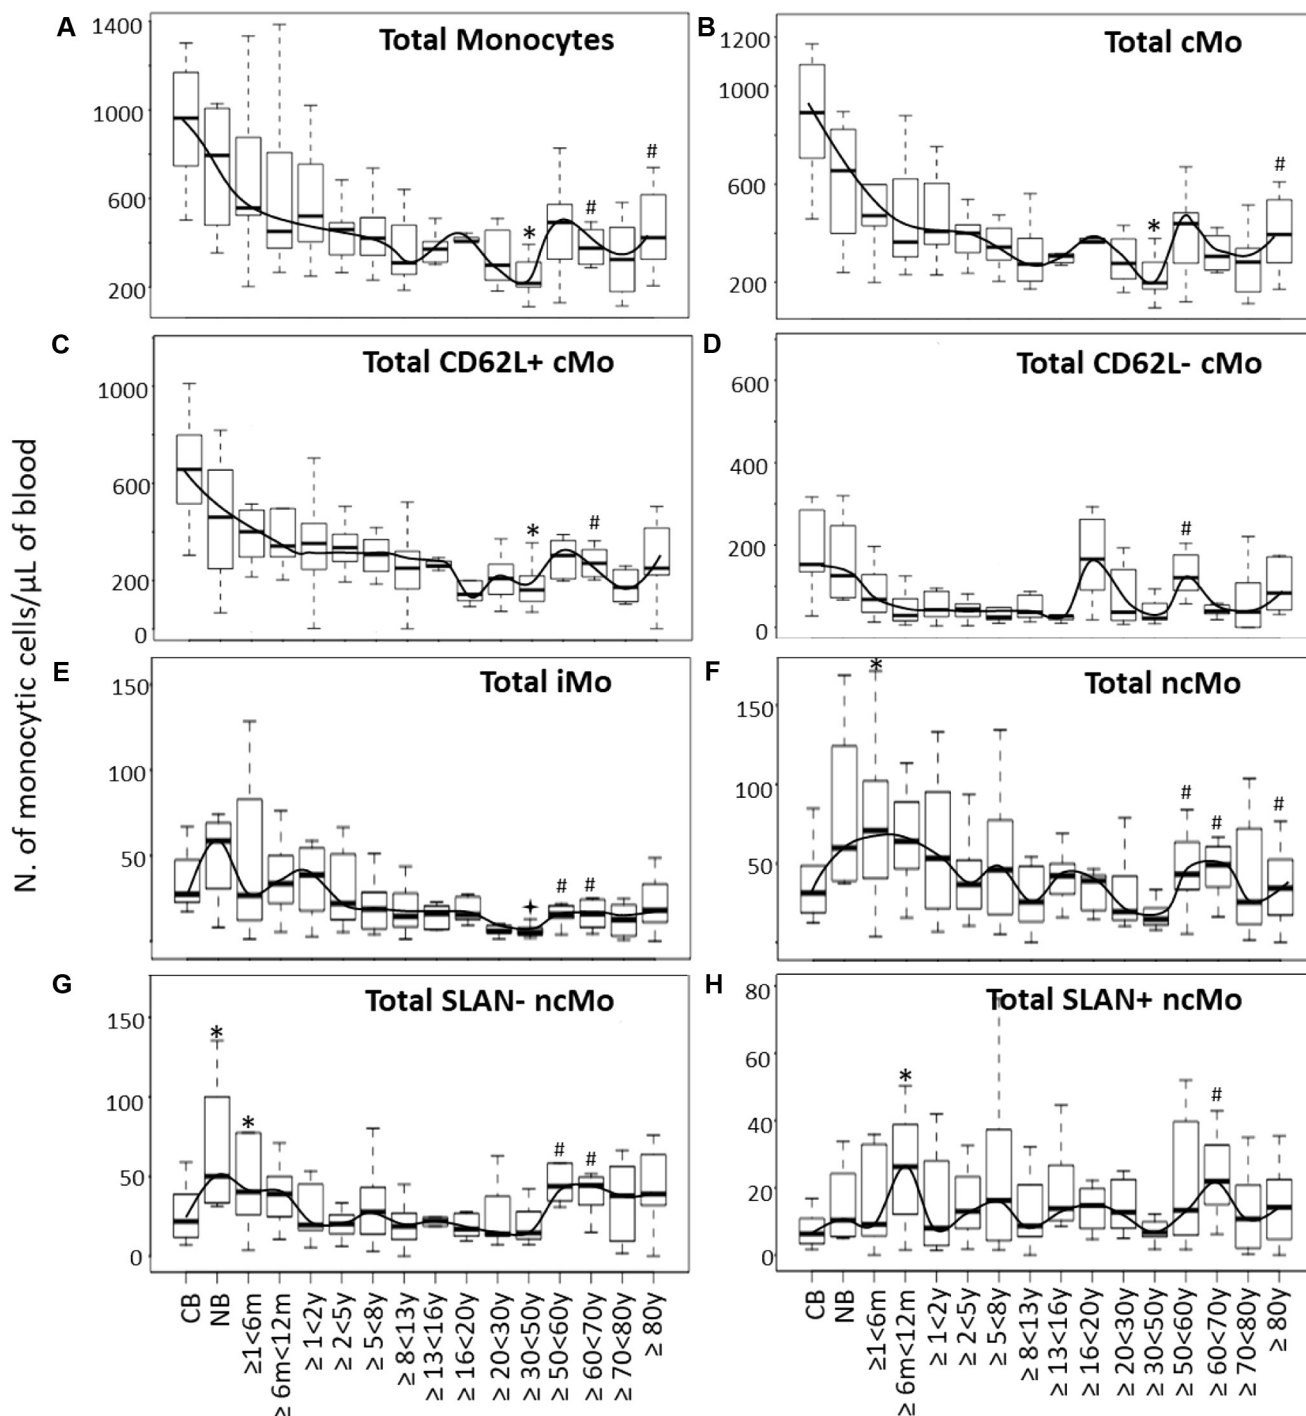 N. of monocytic cells/µL of blood
A
Total Monocytes
1400
1000
600
200
*
#
#
B
Total cMo
1200
1000
600
200
*
#
C
Total CD62L+ cMo
1000
600
200
0
*
#
D
Total CD62L- cMo
600
400
200
0
#
E
Total iMo
150
100
50
✦
#
#
F
Total ncMo
150
100
50
*
#
#
#
G
Total SLAN- ncMo
150
100
50
0
*
*
#
#
H
Total SLAN+ ncMo
80
60
40
20
0
*
#
CB
NB
≥1<6m
≥ 6m<12m
≥ 1<2y
≥ 2<5y
≥ 5<8y
≥ 8<13y
≥ 13<16y
≥ 16<20y
≥ 20<30y
≥ 30<50y
≥ 50<60y
≥ 60<70y
≥ 70<80y
≥ 80y
CB
NB
≥1<6m
≥ 6m<12m
≥ 1<2y
≥ 2<5y
≥ 5<8y
≥ 8<13y
≥ 13<16y
≥ 16<20y
≥ 20<30y
≥ 30<50y
≥ 50<60y
≥ 60<70y
≥ 70<80y
≥ 80y